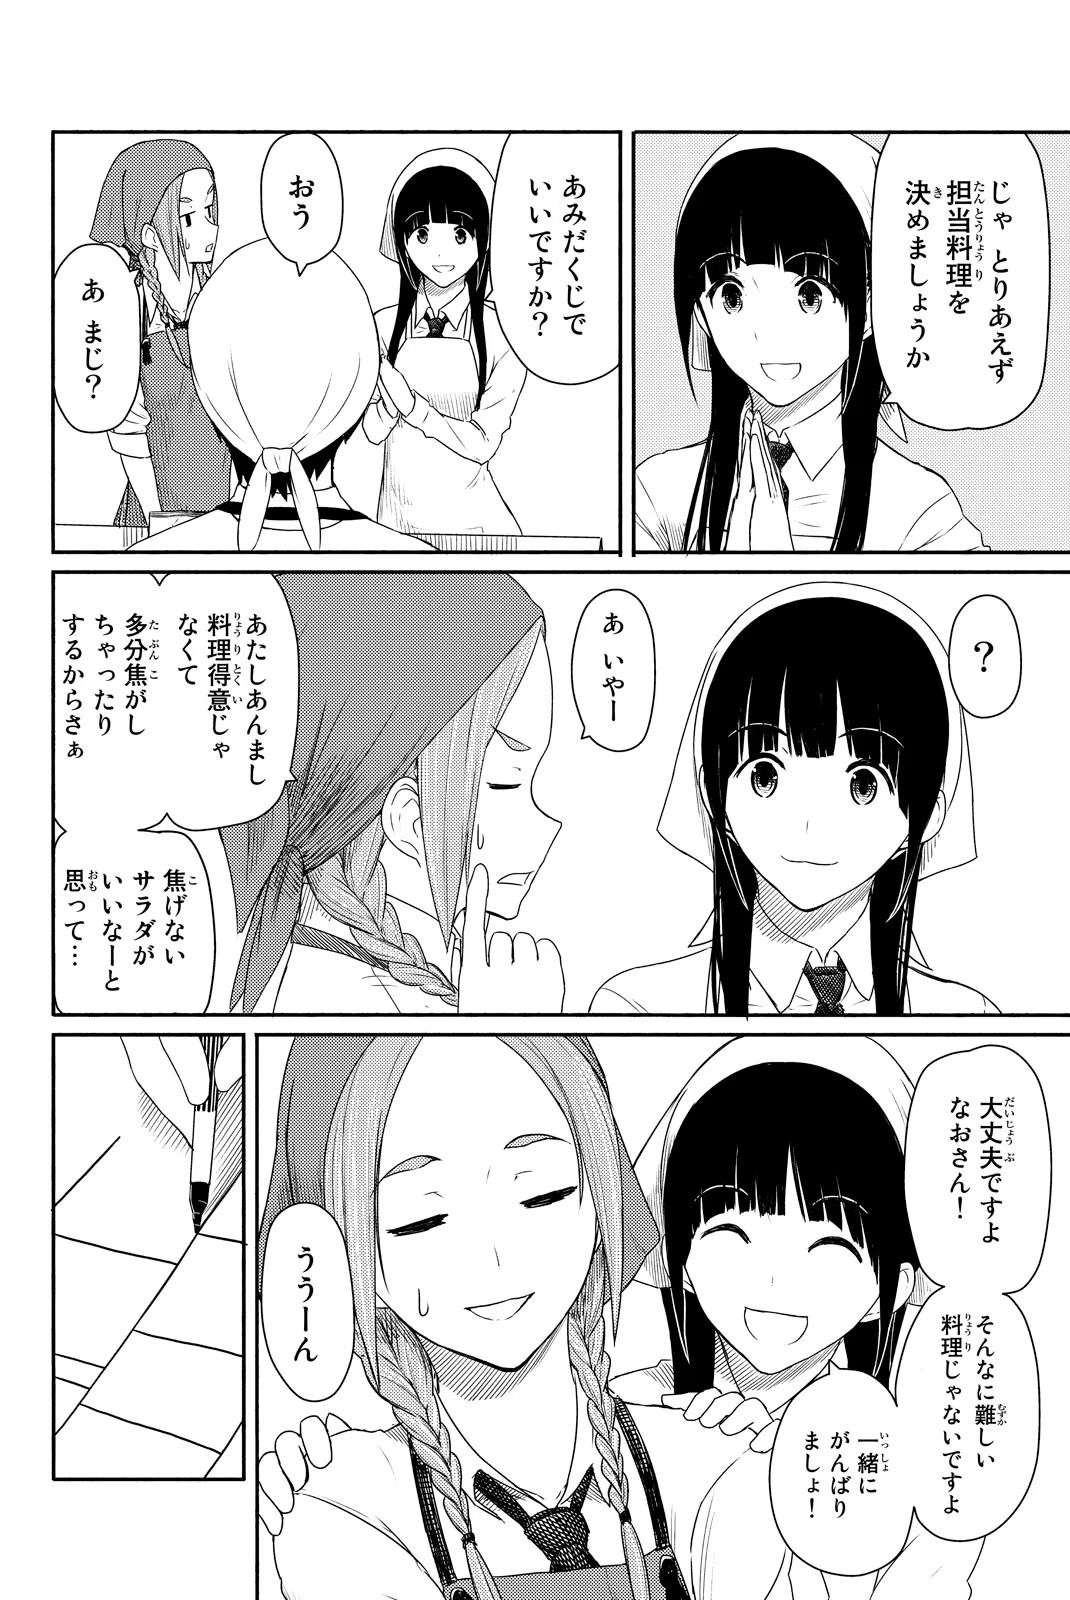 じゃ とりあえず
担当料理を
決めましょうか
あみだくじで
いいですか？
おう
あ まじ？
？
あ いやー
あたしあんまし
料理得意じゃ
なくて
多分焦がし
ちゃったり
するからさぁ
焦げない
サラダが
いいなーと
思って…
大丈夫ですよ
なおさん！
そんなに難しい
料理じゃないですよ
一緒に
がんばり
ましょ！
ううーん